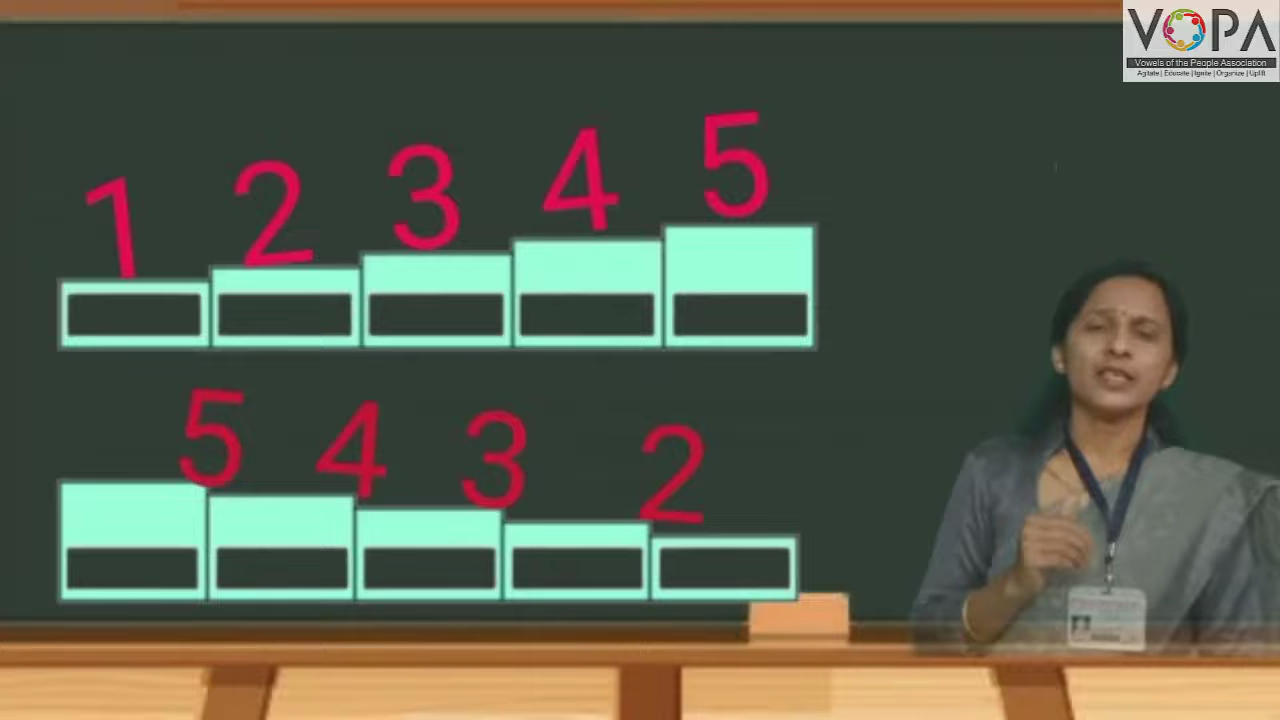 VOPA
Vowels of the People Association
Agitate | Educate | Ignite | Organize | Uplift
1 2 3 4 5
5 4 3 2